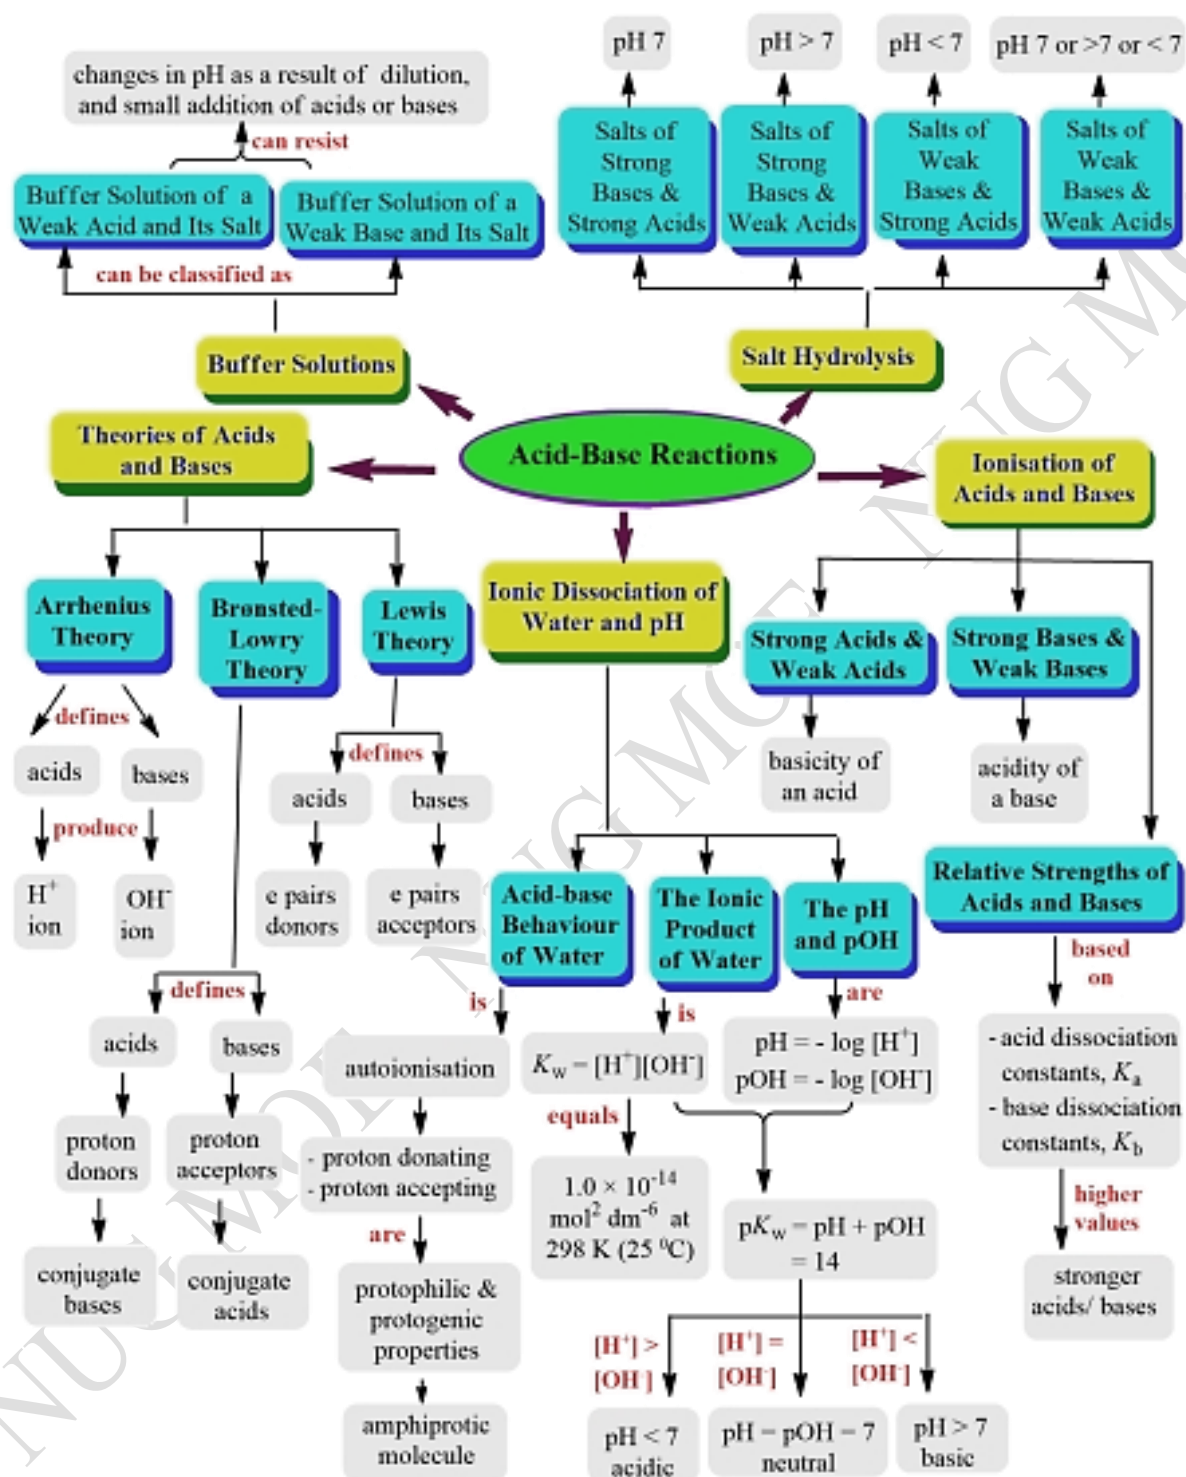 pH 7
pH > 7
pH < 7
pH 7 or >7 or < 7
changes in pH as a result of dilution,
and small addition of acids or bases
can resist
Salts of
Strong
Bases &
Strong Acids
Salts of
Strong
Bases &
Weak Acids
Salts of
Weak
Bases &
Strong Acids
Salts of
Weak
Bases &
Weak Acids
Buffer Solution of a
Weak Acid and Its Salt
Buffer Solution of a
Weak Base and Its Salt
can be classified as
Buffer Solutions
Salt Hydrolysis
Theories of Acids
and Bases
Acid-Base Reactions
Ionisation of
Acids and Bases
Arrhenius
Theory
Brønsted-
Lowry
Theory
Lewis
Theory
Ionic Dissociation of
Water and pH
Strong Acids &
Weak Acids
Strong Bases &
Weak Bases
defines
acids
bases
produce
H⁺
ion
OH⁻
ion
defines
acids
bases
e pairs
donors
e pairs
acceptors
basicity of
an acid
acidity of
a base
Acid-base
Behaviour
of Water
The Ionic
Product
of Water
The pH
and pOH
Relative Strengths of
Acids and Bases
defines
acids
bases
proton
donors
proton
acceptors
conjugate
bases
conjugate
acids
is
autoionisation
- proton donating
- proton accepting
are
protophilic &
protogenic
properties
amphiprotic
molecule
is
Kw = [H⁺][OH⁻]
equals
1.0 × 10⁻¹⁴
mol² dm⁻⁶ at
298 K (25 ⁰C)
are
pH = - log [H⁺]
pOH = - log [OH⁻]
pKw = pH + pOH
= 14
[H⁺] >
[OH⁻]
[H⁺] =
[OH⁻]
[H⁺] <
[OH⁻]
pH < 7
acidic
pH = pOH = 7
neutral
pH > 7
basic
based
on
- acid dissociation
constants, Ka
- base dissociation
constants, Kb
higher
values
stronger
acids/ bases
NUG MOE NUG MOE NUG MO